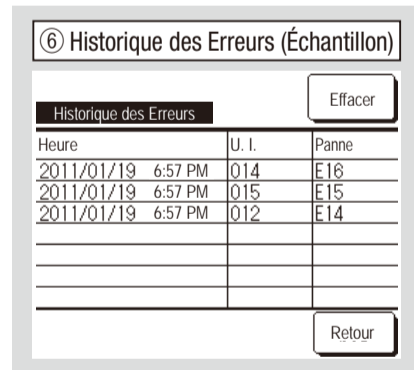 ⑥ Historique des Erreurs (Échantillon)
Effacer
Historique des Erreurs
Heure U. I. Panne
2011/01/19 6:57 PM 014 E16
2011/01/19 6:57 PM 015 E15
2011/01/19 6:57 PM 012 E14
Retour